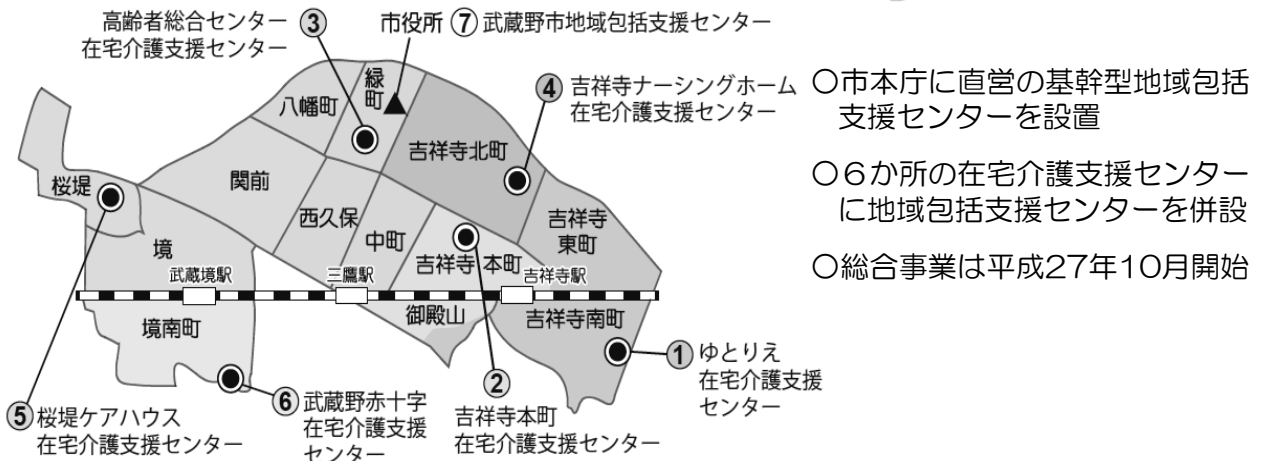 高齢者総合センター
在宅介護支援センター
③
市役所 ⑦ 武蔵野市地域包括支援センター
④ 吉祥寺ナーシングホーム
在宅介護支援センター
緑町
八幡町
吉祥寺北町
桜堤
関前
西久保
吉祥寺
東町
境
中町
吉祥寺 本町
武蔵境駅
三鷹駅
吉祥寺駅
御殿山
吉祥寺南町
境南町
① ゆとりえ
在宅介護支援
センター
②
吉祥寺本町
在宅介護支援センター
⑥ 武蔵野赤十字
在宅介護支援
センター
⑤ 桜堤ケアハウス
在宅介護支援センター
○市本庁に直営の基幹型地域包括
支援センターを設置
○6か所の在宅介護支援センター
に地域包括支援センターを併設
○総合事業は平成27年10月開始